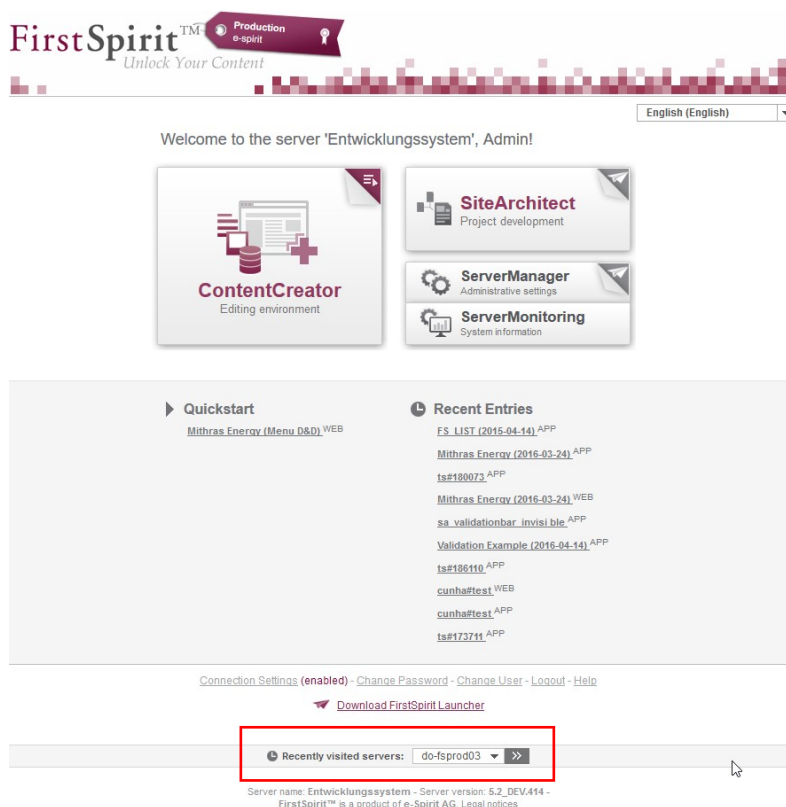 FirstSpirit™
Unlock Your Content
Production
e-spirit
English (English)
Welcome to the server 'Entwicklungssystem', Admin!
ContentCreator
Editing environment
SiteArchitect
Project development
ServerManager
Administrative settings
ServerMonitoring
System information
Quickstart
Mithras Energy (Menu D&D) WEB
Recent Entries
FS_LIST (2015-04-14) APP
Mithras Energy (2016-03-24) APP
ts#180073 APP
Mithras Energy (2016-03-24) WEB
sa_validationbar_invisi ble APP
Validation Example (2016-04-14) APP
ts#186110 APP
cunha#test WEB
cunha#test APP
ts#173711 APP
Connection Settings (enabled) - Change Password - Change User - Logout - Help
Download FirstSpirit Launcher
Recently visited servers: do-fsprod03 >>
Server name: Entwicklungssystem - Server version: 5.2_DEV.414 -
FirstSpirit™ is a product of e-Spirit AG. Legal notices